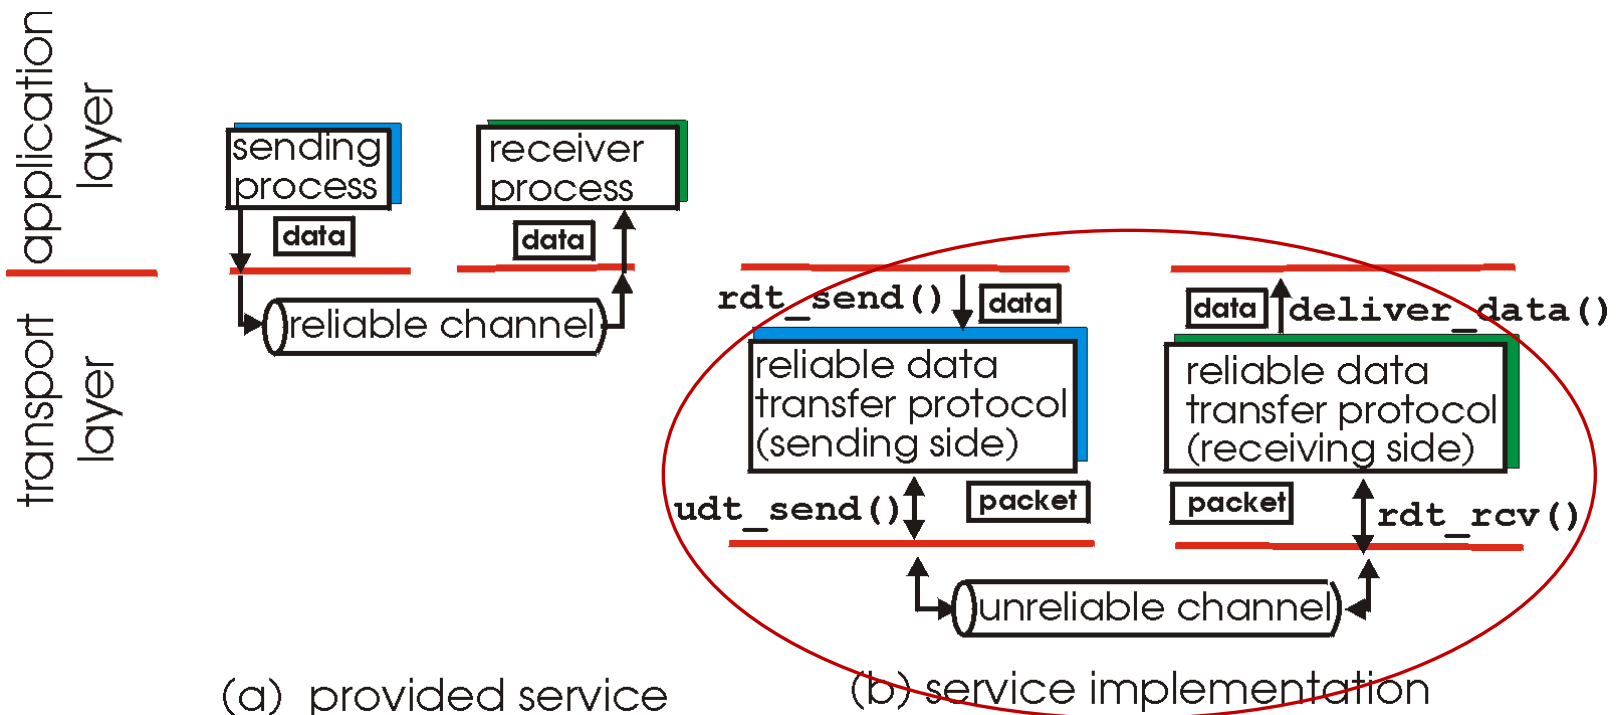 application
layer
transport
layer
sending
process
data
receiver
process
data
reliable channel
(a) provided service
rdt_send()
data
reliable data
transfer protocol
(sending side)
udt_send()
packet
data
deliver_data()
reliable data
transfer protocol
(receiving side)
packet
rdt_rcv()
unreliable channel
(b) service implementation